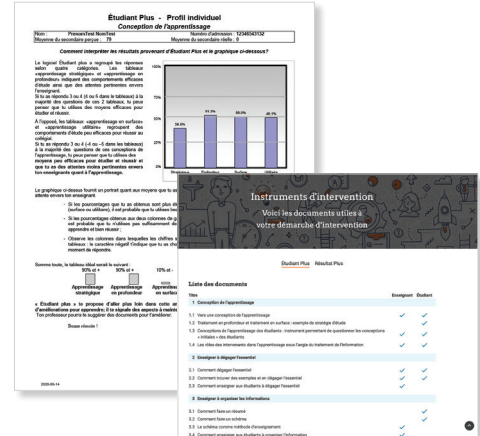 Étudiant Plus - Profil individuel
Conception de l'apprentissage
Nom : PrenomTest NomTest Numéro d'admission : 12345043132
Moyenne du secondaire perçue : 79 Moyenne du secondaire réelle : 0
Comment interpréter les résultats provenant d'Étudiant Plus et le graphique ci-dessous?
Le logiciel Étudiant plus a regroupé tes réponses
selon quatre catégories. Les tableaux
«apprentissage stratégique» et «apprentissage en
profondeur» indiquent des comportements efficaces
d'étude ainsi que des attentes pertinentes envers
l'enseignant.
Si tu as répondu 3 ou 4 (4 ou 6 dans le tableaux) à la
majorité des questions de ces 2 tableaux, tu peux
penser que tu utilises des moyens efficaces pour
étudier et réussir.
À l'opposé, les tableaux «apprentissage en surface»
et «apprentissage utilitaire» regroupent des
comportements d'étude peu efficaces pour réussir au
collégial.
Si tu as répondu 3 ou 4 (-4 ou -6 dans les tableaux)
à la majorité des questions de ces conceptions de
l'apprentissage, tu peux penser que tu utilises des
moyens peu efficaces pour étudier et réussir et
que tu as des attentes moins pertinentes envers
ton enseignant quant à l'apprentissage.
100%
75%
50%
25%
0%
Le graphique ci-dessus fournit un portrait quant aux moyens que tu as
attente envers ton enseignant
- Si les pourcentages que tu as obtenus sont plus
(surface ou utilitaire), il est probable que tu utilises
- Si les pourcentages obtenus aux deux colonnes de
est probable que tu n'utilises pas suffisamment de
apprendre et bien réussir ;
- Observe les colonnes dans lesquelles les chiffres
tableaux : le caractère négatif t'indique que tu as
moment de répondre.
Somme toute, le tableau idéal serait le suivant :
90% et + 90% et + 10% et -
Apprentissage Apprentissage Apprentissage
stratégique en profondeur en surface
« Étudiant plus » te propose d'aller plus loin dans cette
d'améliorations pour apprendre; il te signale des aspects à
Ton professeur pourra te suggérer des documents pour t'améliorer.
Bonne réussite !
2020-05-14
Instruments d'intervention
Voici les documents utiles à
votre démarche d'intervention
Étudiant Plus Résultat Plus
Liste des documents
Titre Enseignant Étudiant
1 Conception de l'apprentissage
1.1 Vers une conception de l'apprentissage
1.2 Traitement en profondeur et traitement en surface : exemple de stratégie d'étude
1.3 Conceptions de l'apprentissage des étudiants : instrument permettant de questionner les conceptions
« initiales » des étudiants
1.4 Les rôles des intervenants dans l'apprentissage sous l'angle du traitement de l'information
2 Enseigner à dégager l'essentiel
2.1 Comment dégager l'essentiel
2.2 Comment trouver des exemples et en dégager l'essentiel
2.3 Comment enseigner aux étudiants à dégager l'essentiel
3 Enseigner à organiser les informations
3.1 Comment faire un résumé
3.2 Comment faire un schéma
3.3 Le schéma comme méthode d'enseignement
3.4 Comment enseigner aux étudiants à organiser l'information